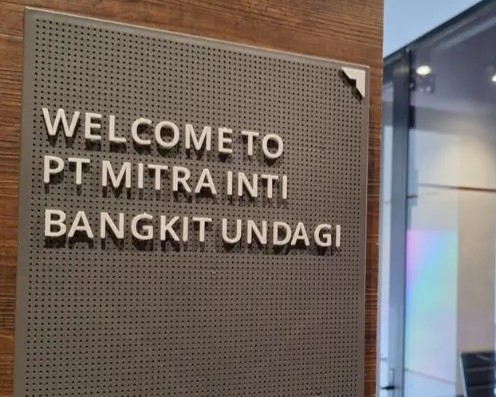 WELCOME TO
PT MITRA INTI
BANGKIT UNDAGI